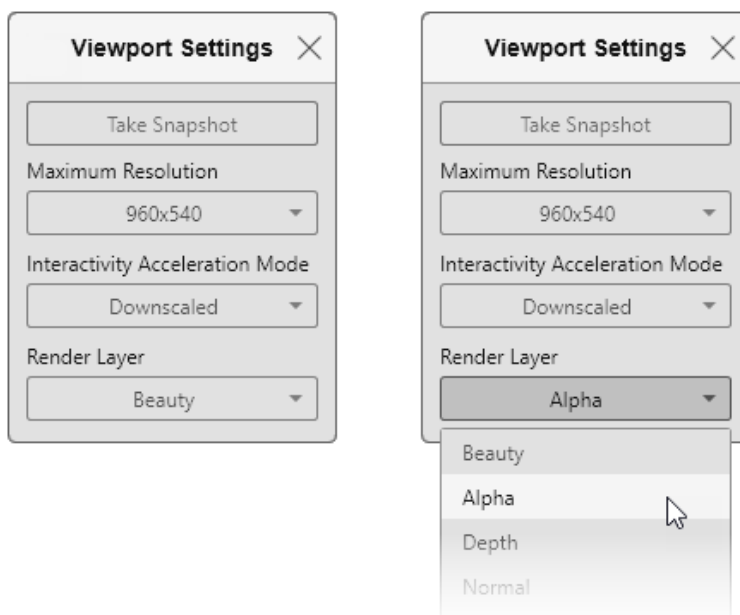 Viewport Settings
Take Snapshot
Maximum Resolution
960x540
Interactivity Acceleration Mode
Downscaled
Render Layer
Beauty
Viewport Settings
Take Snapshot
Maximum Resolution
960x540
Interactivity Acceleration Mode
Downscaled
Render Layer
Alpha
Beauty
Alpha
Depth
Normal